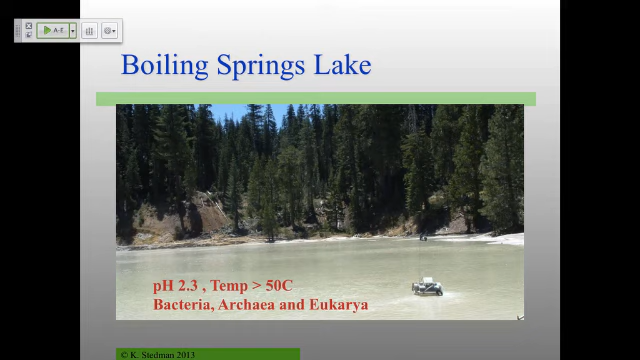 A-Z
Boiling Springs Lake
pH 2.3 , Temp > 50C
Bacteria, Archaea and Eukarya
© K. Stedman 2013